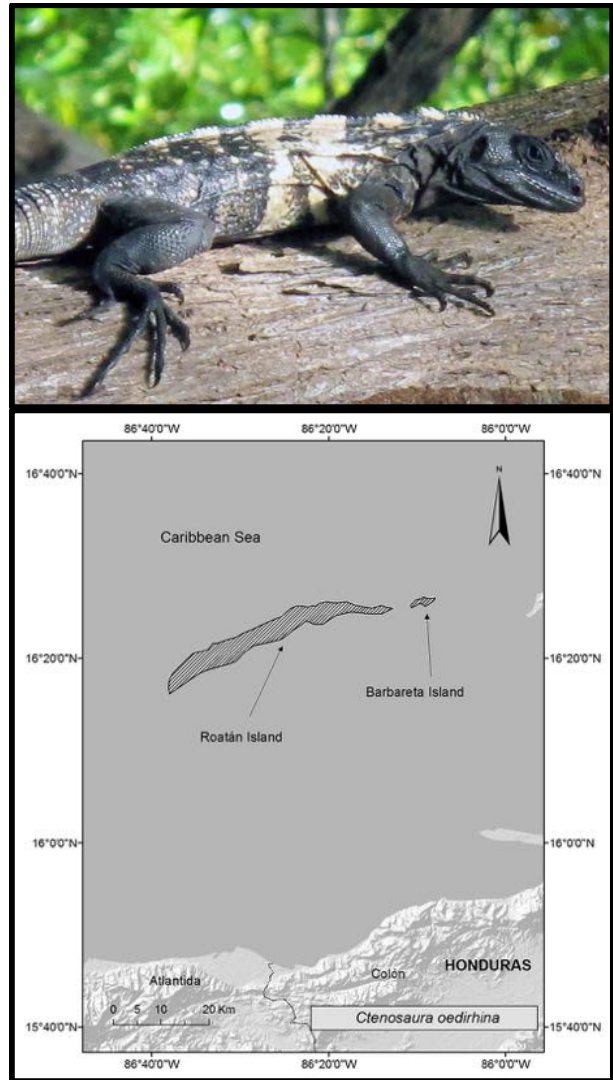 86°40'0"W 86°20'0"W 86°0'0"W
16°40'0"N 16°40'0"N
N
Caribbean Sea
16°20'0"N 16°20'0"N
Barbareta Island
Roatán Island
16°0'0"N 16°0'0"N
HONDURAS
Colón
Atlantida
0 5 10 20 Km
Ctenosaura oedirhina
15°40'0"N 15°40'0"N
86°40'0"W 86°20'0"W 86°0'0"W